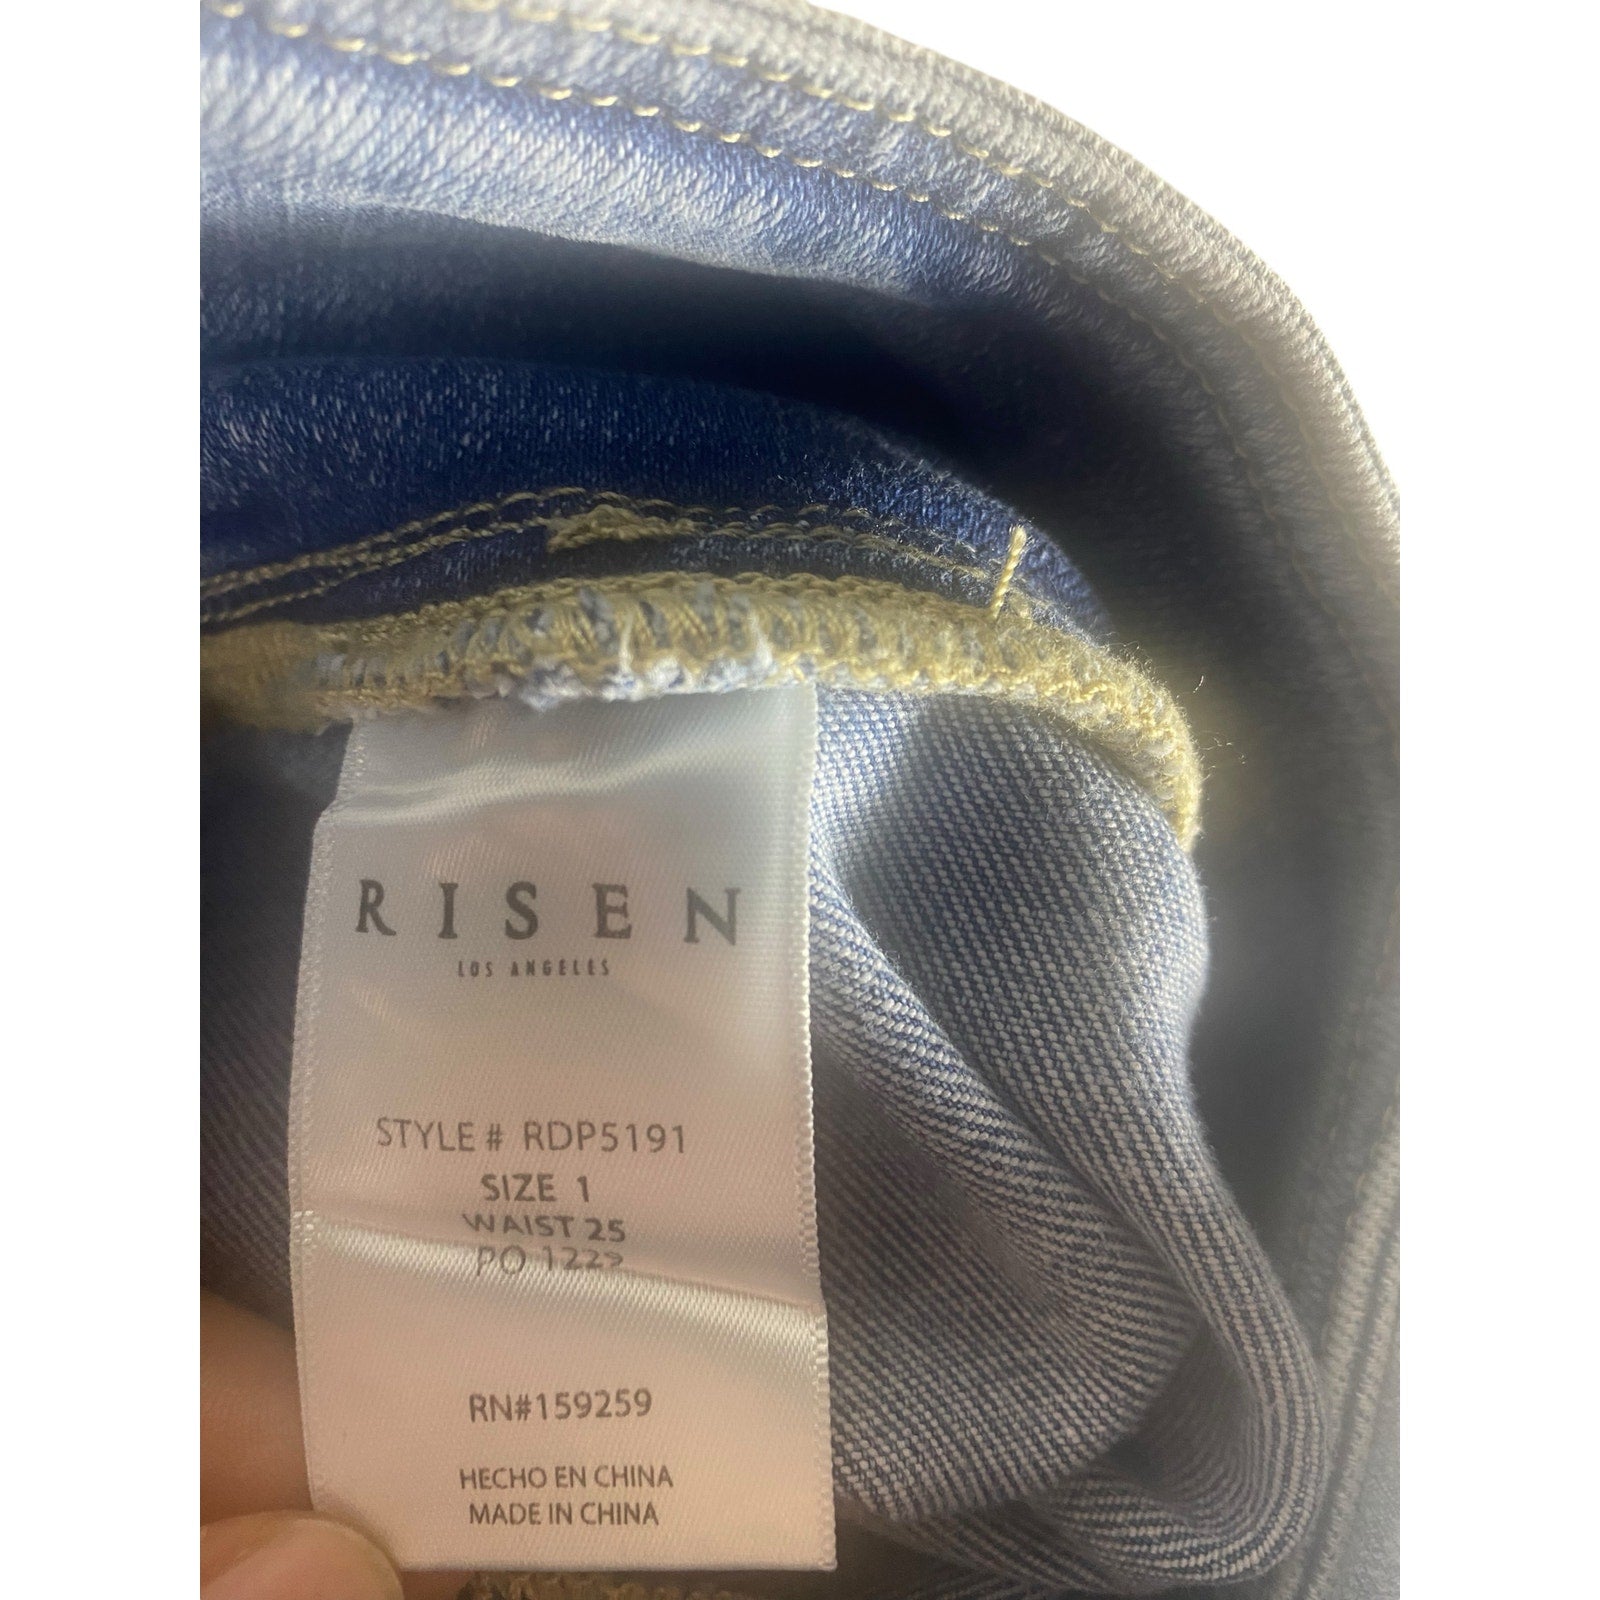 RISEN
LOS ANGELES
STYLE # RDP5191
SIZE 1
WAIST 25
PO
RN#159259
HECHO EN CHINA
MADE IN CHINA